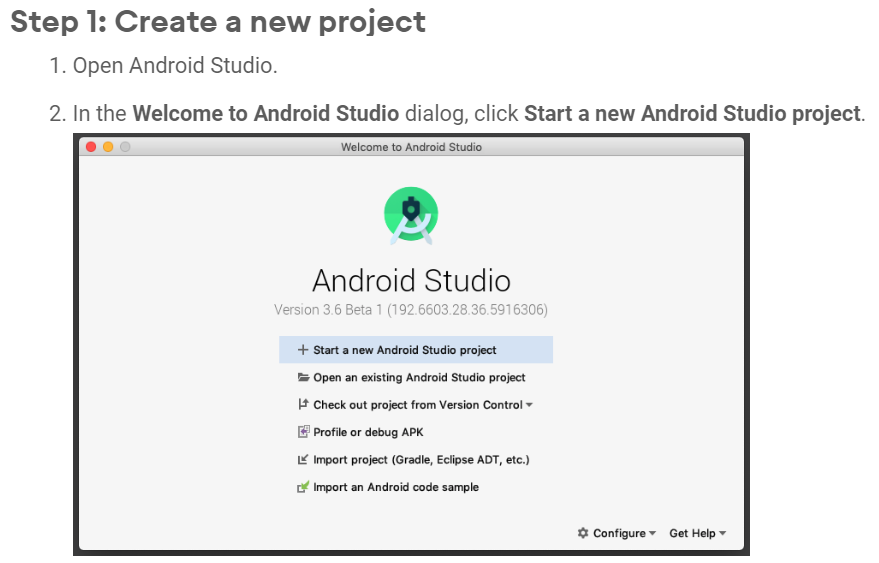 Step 1: Create a new project
1. Open Android Studio.
2. In the Welcome to Android Studio dialog, click Start a new Android Studio project.
Welcome to Android Studio
Android Studio
Version 3.6 Beta 1 (192.6603.28.36.5916306)
Start a new Android Studio project
Open an existing Android Studio project
Check out project from Version Control
Profile or debug APK
Import project (Gradle, Eclipse ADT, etc.)
Import an Android code sample
Configure Get Help